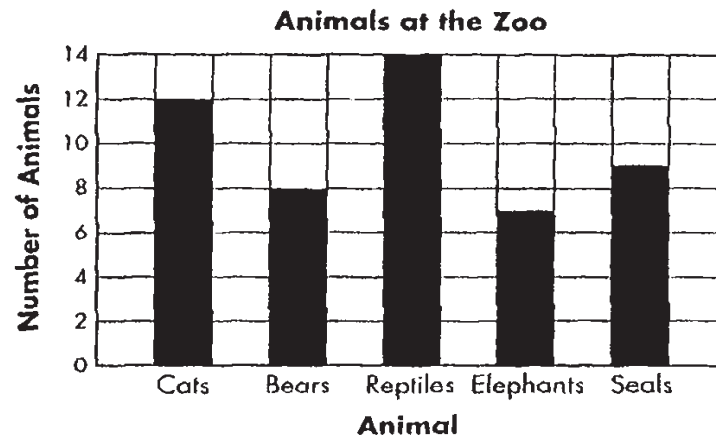 Animals at the Zoo
Number of Animals
14
12
10
8
6
4
2
0
Cats Bears Reptiles Elephants Seals
Animal